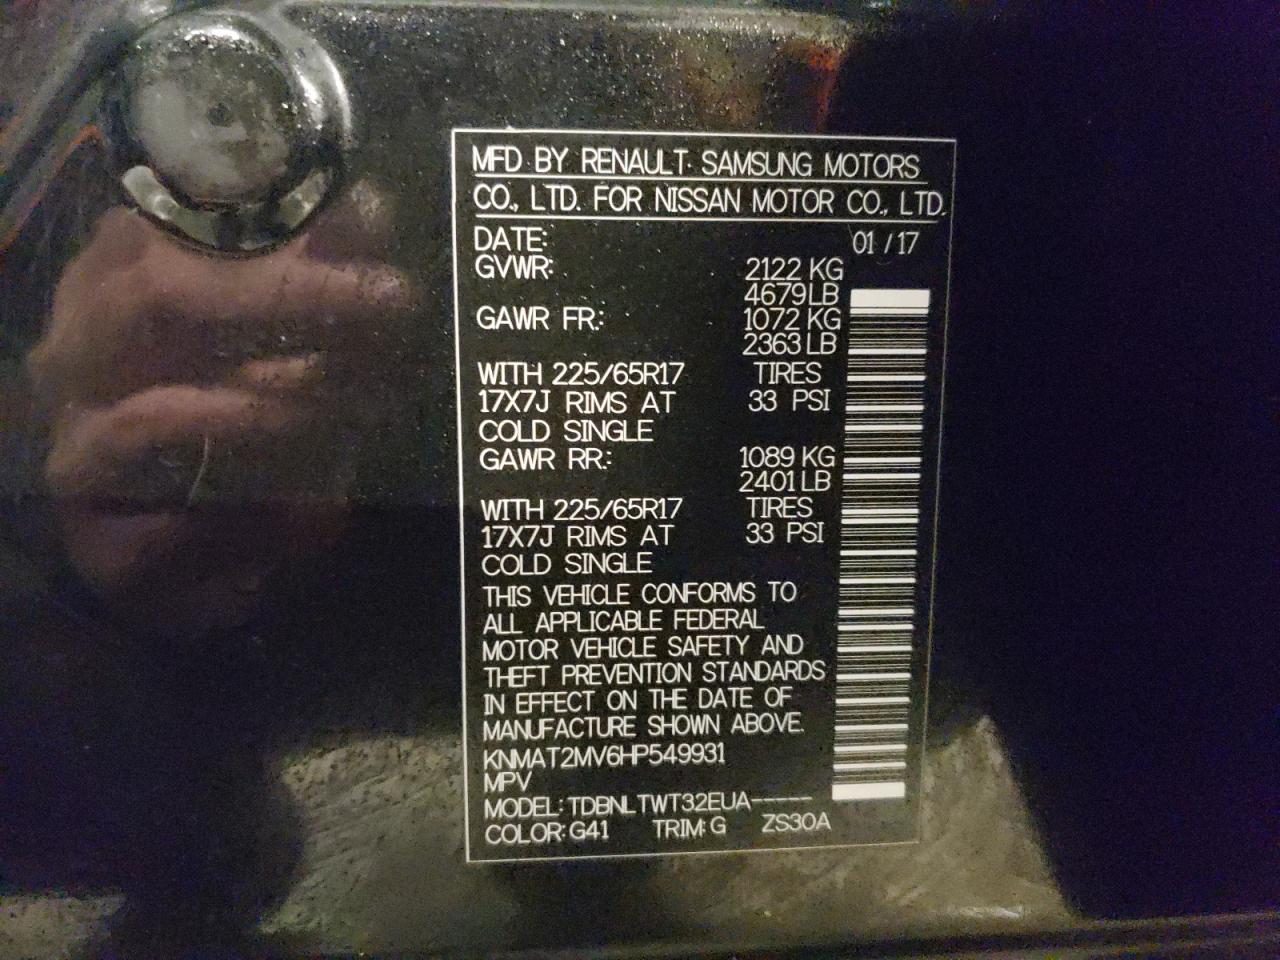 MFD BY RENAULT SAMSUNG MOTORS
CO., LTD. FOR NISSAN MOTOR CO., LTD.
DATE: 01 / 17
GVWR: 2122 KG
4679 LB
GAWR FR.: 1072 KG
2363 LB
WITH 225/65R17 TIRES
17X7J RIMS AT 33 PSI
COLD SINGLE
GAWR RR.: 1089 KG
2401 LB
WITH 225/65R17 TIRES
17X7J RIMS AT 33 PSI
COLD SINGLE
THIS VEHICLE CONFORMS TO
ALL APPLICABLE FEDERAL
MOTOR VEHICLE SAFETY AND
THEFT PREVENTION STANDARDS
IN EFFECT ON THE DATE OF
MANUFACTURE SHOWN ABOVE.
KNMAT2MV6HP549931
MPV
MODEL: TDBNLTWT32EUA-----
COLOR: G41 TRIM: G ZS30A